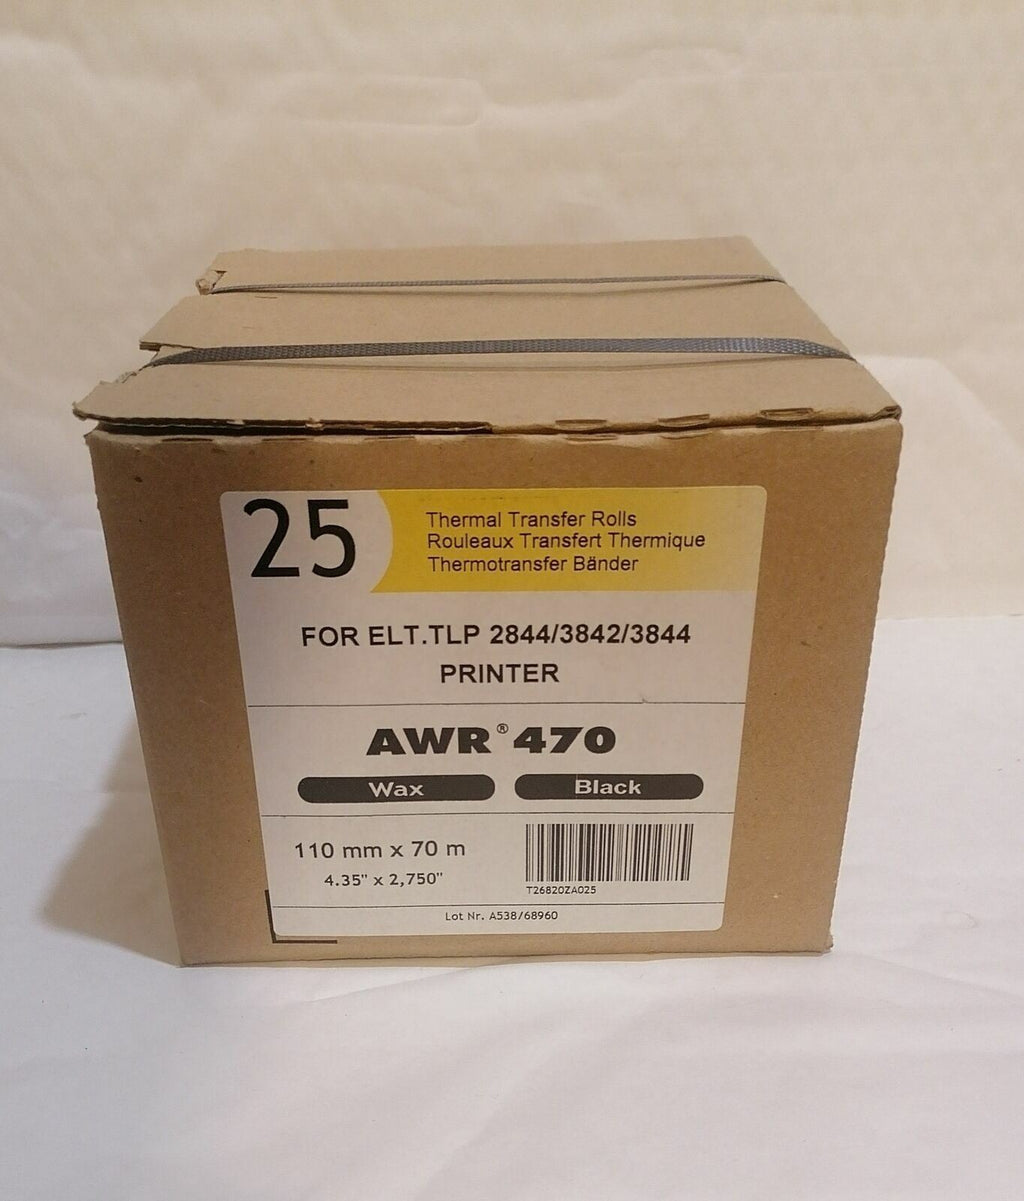 25
Thermal Transfer Rolls
Rouleaux Transfert Thermique
Thermotransfer Bänder
FOR ELT.TLP 2844/3842/3844
PRINTER
AWR® 470
Wax Black
110 mm x 70 m
4.35" x 2,750"
T26820ZA025
Lot Nr. A538/68960